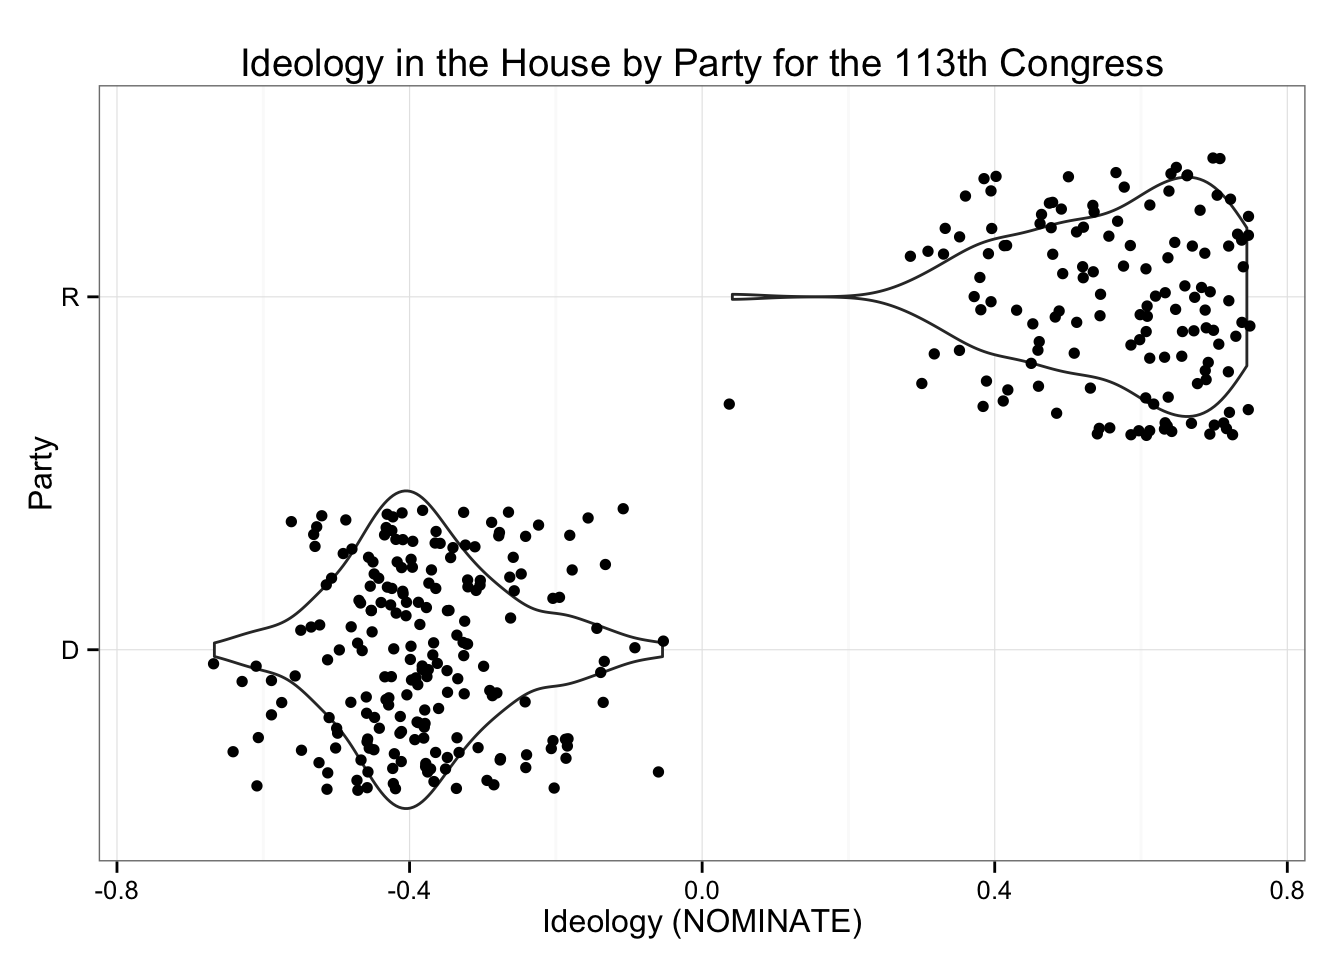 Ideology in the House by Party for the 113th Congress
R
Party
D
-0.8 -0.4 0.0 0.4 0.8
Ideology (NOMINATE)